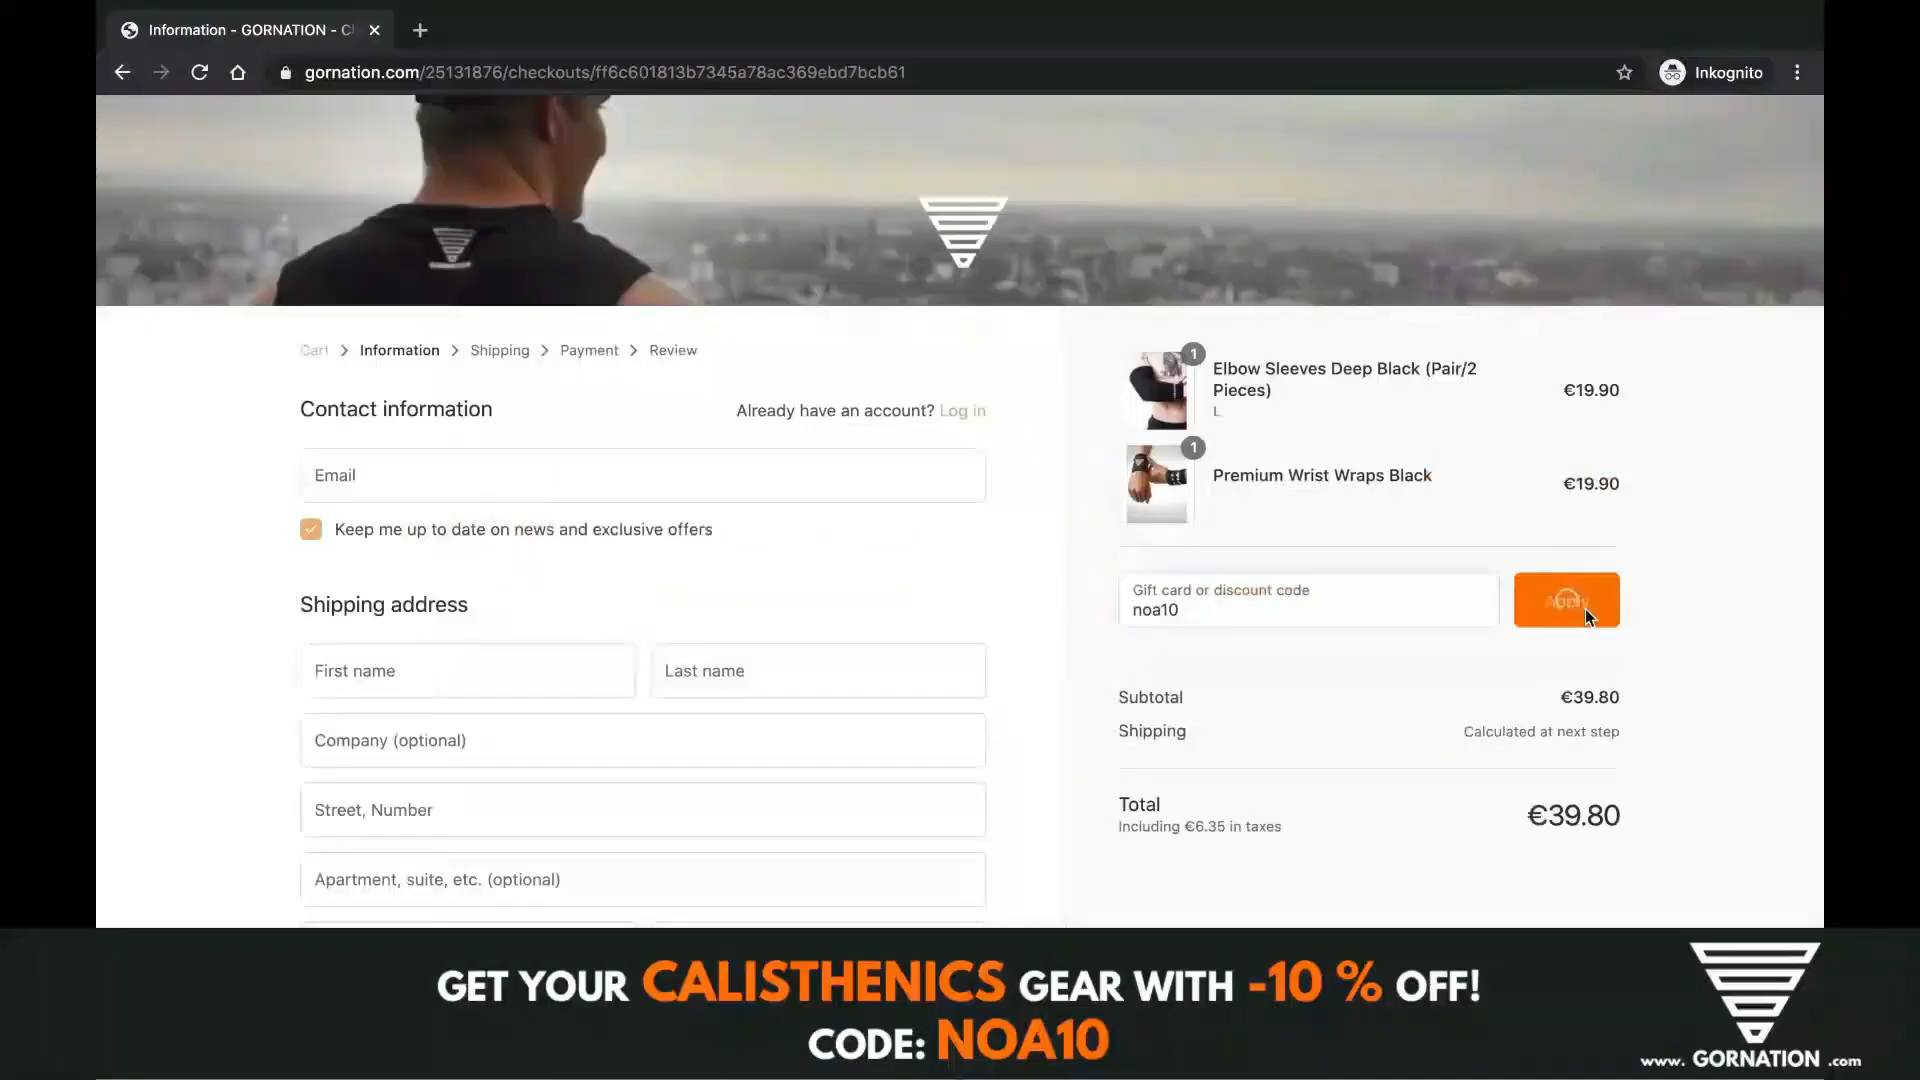 Information - GORNATION - C
gornation.com/25131876/checkouts/ff6c601813b7345a78ac369ebd7bcb61
Inkognito
Cart > Information > Shipping > Payment > Review
Contact information
Already have an account? Log in
Email
Keep me up to date on news and exclusive offers
Shipping address
First name
Last name
Company (optional)
Street, Number
Apartment, suite, etc. (optional)
1
Elbow Sleeves Deep Black (Pair/2
Pieces)
L
€19.90
1
Premium Wrist Wraps Black
€19.90
Gift card or discount code
noa10
Apply
Subtotal
€39.80
Shipping
Calculated at next step
Total
Including €6.35 in taxes
€39.80
GET YOUR CALISTHENICS GEAR WITH -10 % OFF!
CODE: NOA10
www. GORNATION .com